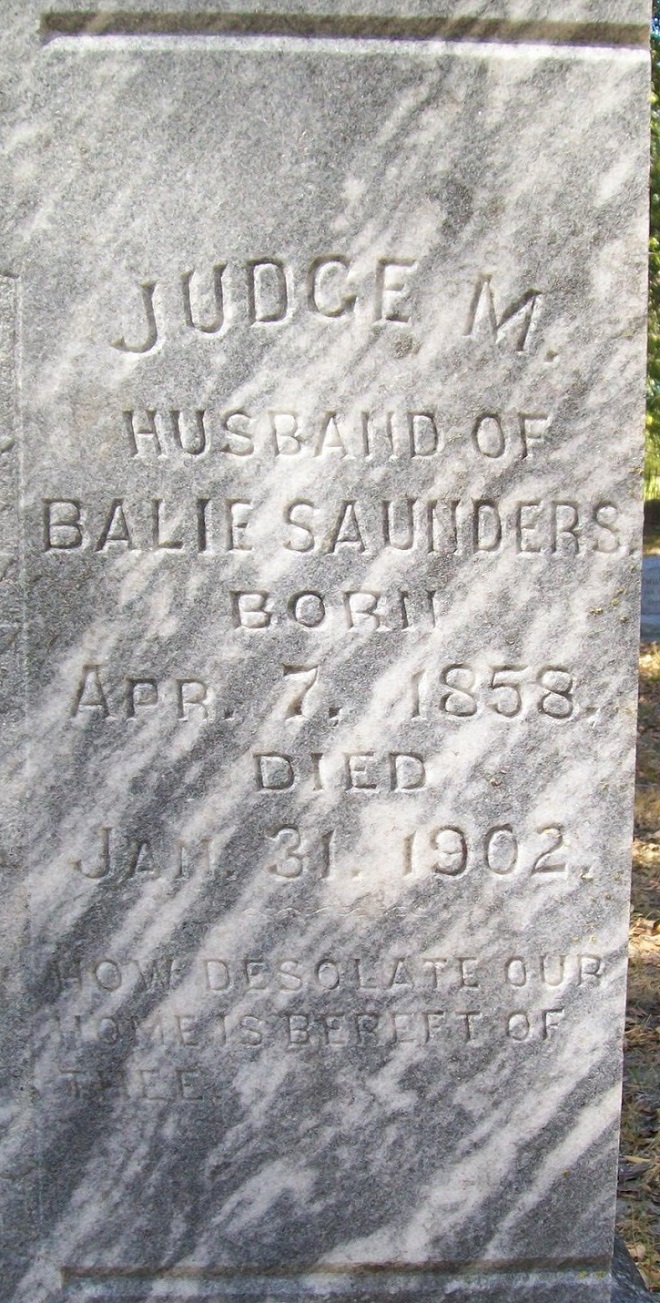 JUDGE M.
HUSBAND OF
BALIE SAUNDERS.
BORN
APR. 7, 1858.
DIED
JAN. 31, 1902.
HOW DESOLATE OUR
HOME IS BEREFT OF
THEE.